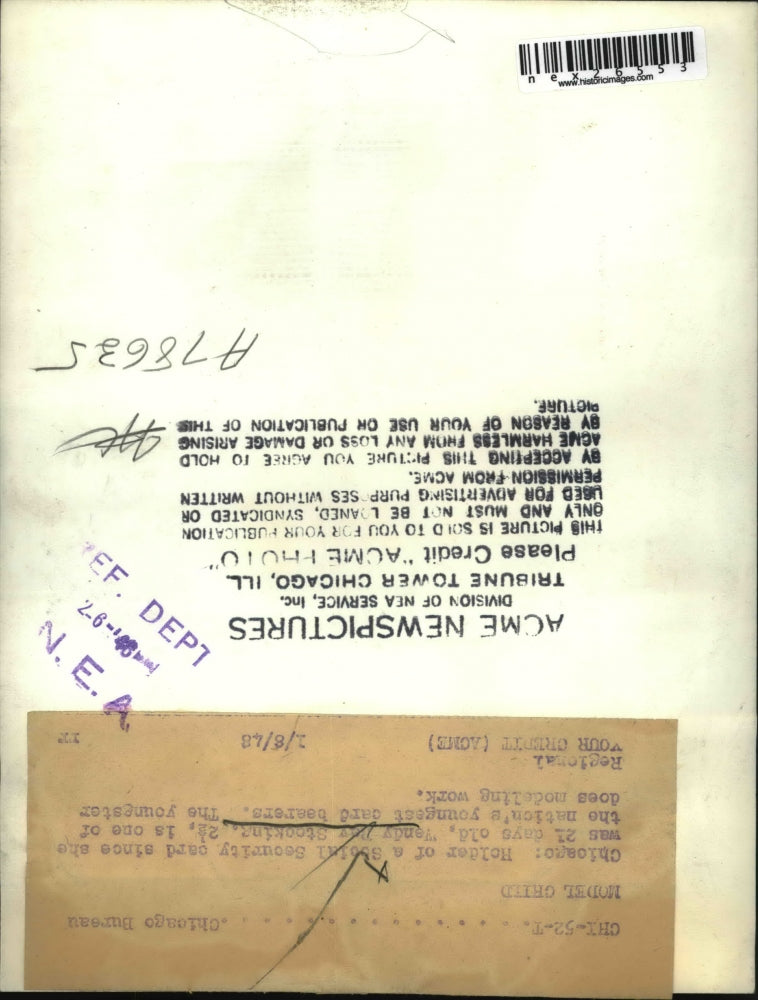 nex26553
www.historicimages.com
CHI-52-T. . . . . . . . . . . . . . . . Chicago Bureau
MODEL CHILD
Chicago: Holder of a Social Security card since she
was 21 days old, Wendy Stocking, 2½, is one of
the nation's youngest card bearers. The youngster
does modeling work.
Regional
YOUR CREDIT (ACME) 1/8/48
N.E.A
REF. DEPT
ACME NEWSPICTURES
DIVISION OF NEA SERVICE, Inc.
TRIBUNE TOWER CHICAGO, ILL.
Please Credit "ACME PHOTO"
THIS PICTURE IS SOLD TO YOU FOR YOUR PUBLICATION
ONLY AND MUST NOT BE LOANED, SYNDICATED OR
USED FOR ADVERTISING PURPOSES WITHOUT WRITTEN
PERMISSION FROM ACME.
BY ACCEPTING THIS PICTURE YOU AGREE TO HOLD
ACME HARMLESS FROM ANY LOSS OR DAMAGE ARISING
BY REASON OF YOUR USE OR PUBLICATION OF THIS
PICTURE.
A78635